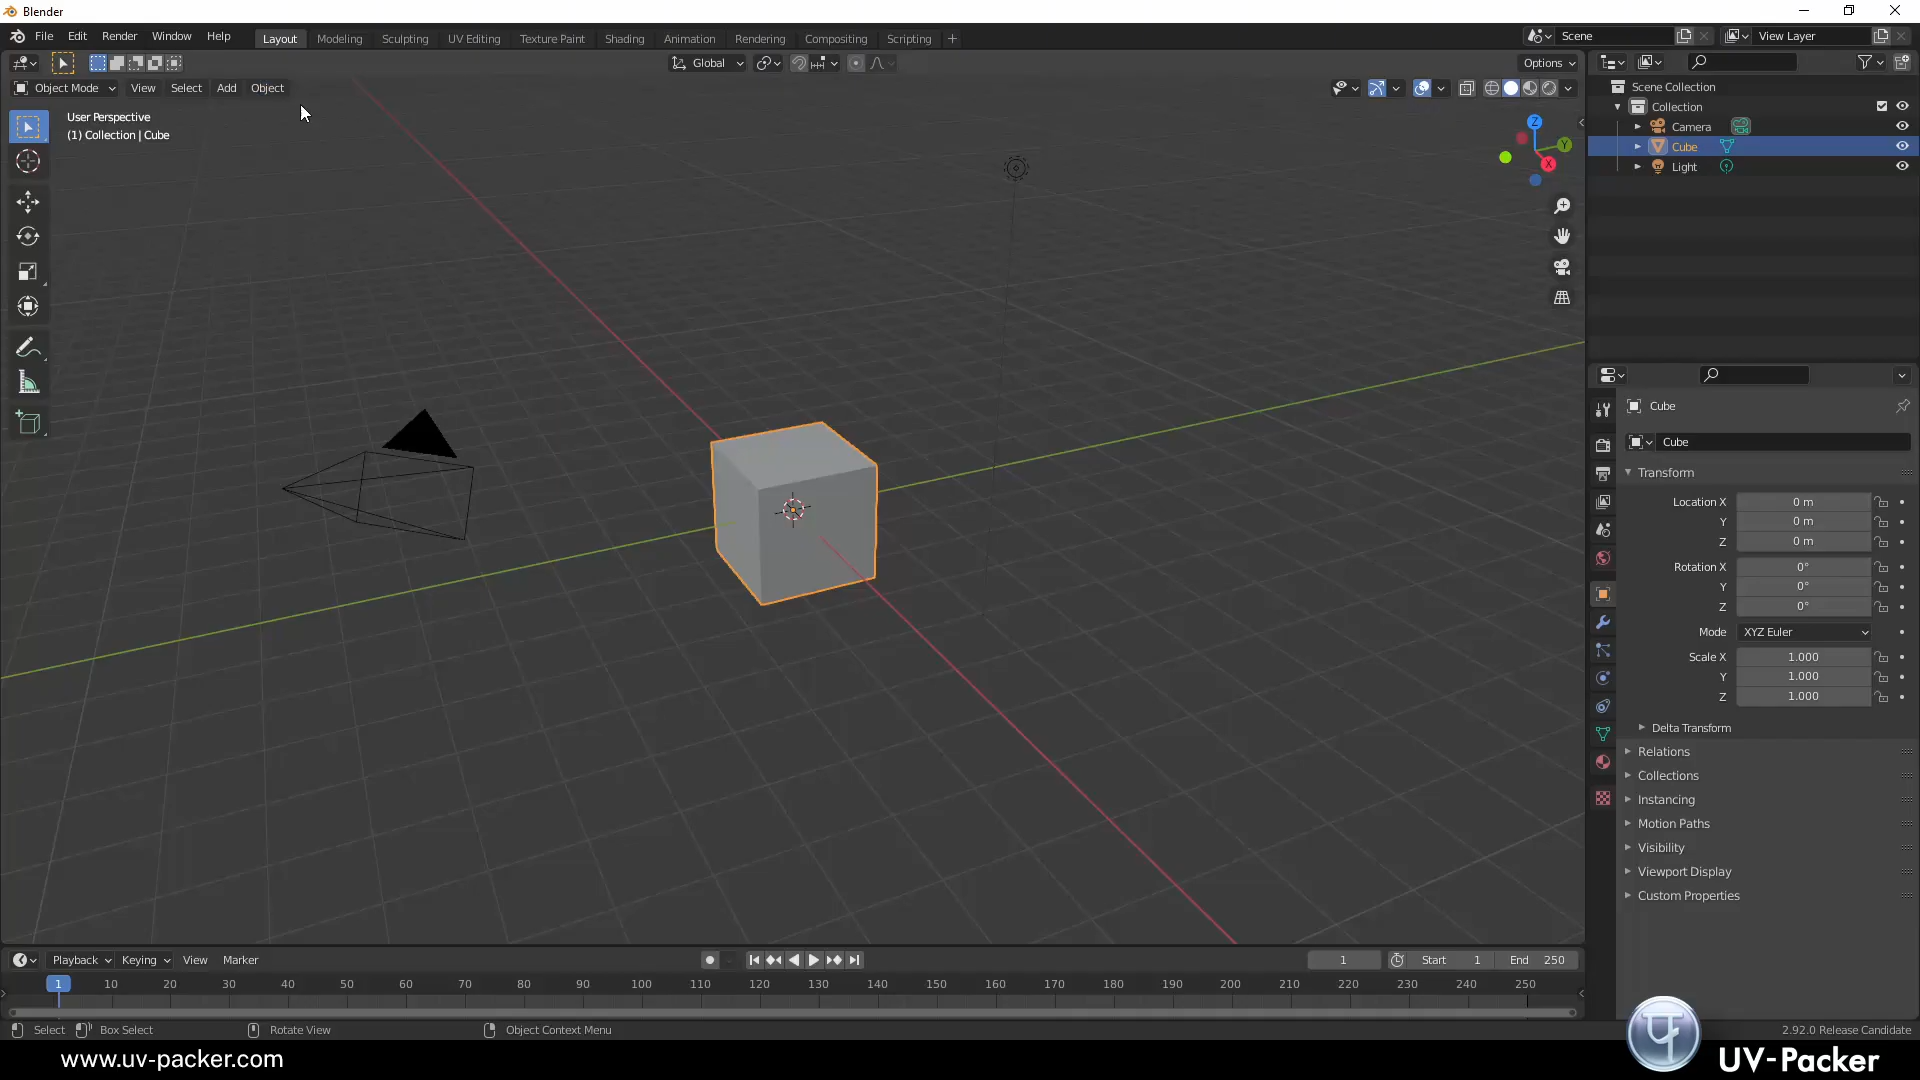 Blender
File Edit Render Window Help Layout Modeling Sculpting UV Editing Texture Paint Shading Animation Rendering Compositing Scripting + Scene View Layer
Global Options
Object Mode View Select Add Object
User Perspective
(1) Collection | Cube
Z
Y
X
Scene Collection
Collection
Camera
Cube
Light
Cube
Cube
Transform
Location X 0 m
Y 0 m
Z 0 m
Rotation X 0°
Y 0°
Z 0°
Mode XYZ Euler
Scale X 1.000
Y 1.000
Z 1.000
Delta Transform
Relations
Collections
Instancing
Motion Paths
Visibility
Viewport Display
Custom Properties
Playback Keying View Marker 1 Start 1 End 250
1 10 20 30 40 50 60 70 80 90 100 110 120 130 140 150 160 170 180 190 200 210 220 230 240 250
Select Box Select Rotate View Object Context Menu 2.92.0 Release Candidate
www.uv-packer.com UV-Packer